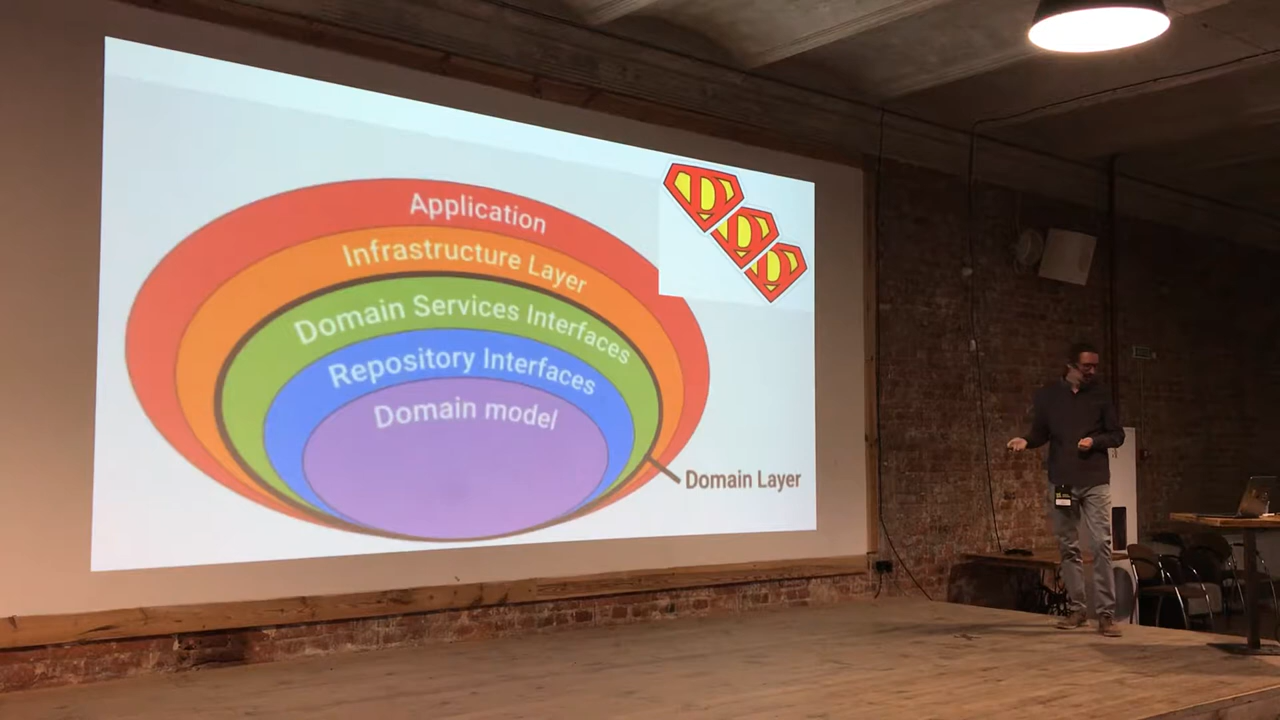 Application
Infrastructure Layer
Domain Services Interfaces
Repository Interfaces
Domain model
Domain Layer
D
D
D